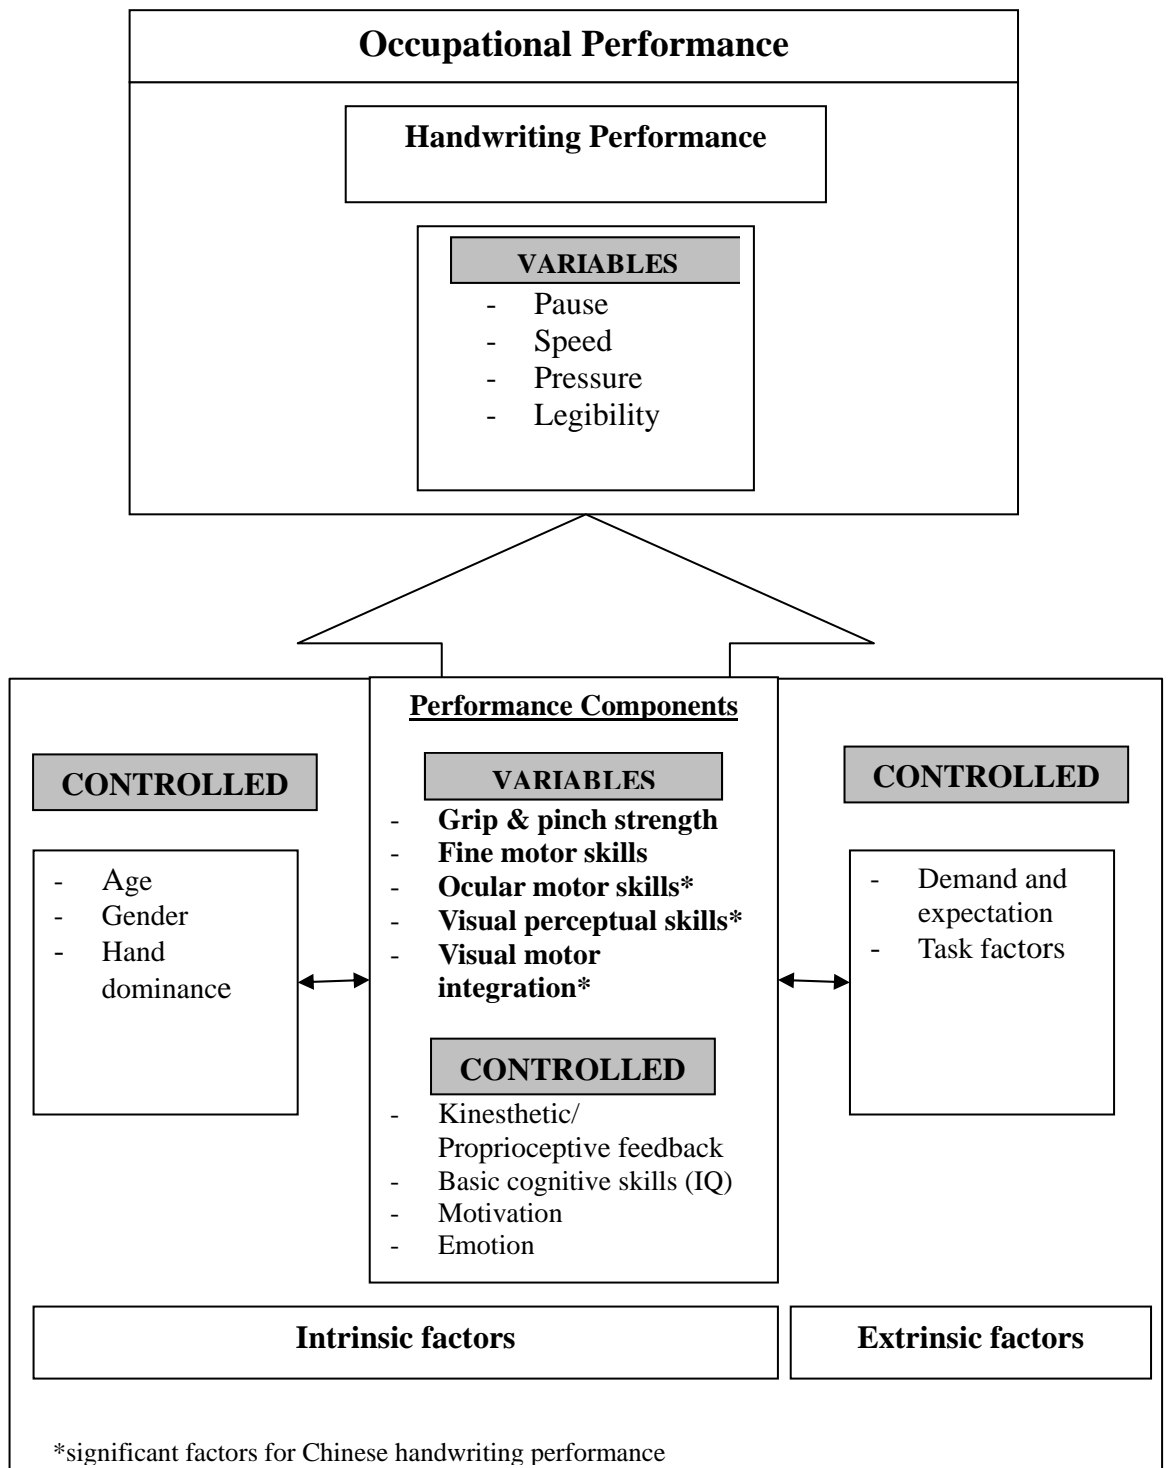 Occupational Performance
Handwriting Performance
VARIABLES
- Pause
- Speed
- Pressure
- Legibility
Performance Components
CONTROLLED
- Age
- Gender
- Hand
dominance
VARIABLES
- Grip & pinch strength
- Fine motor skills
- Ocular motor skills*
- Visual perceptual skills*
- Visual motor
integration*
CONTROLLED
- Kinesthetic/
Proprioceptive feedback
- Basic cognitive skills (IQ)
- Motivation
- Emotion
CONTROLLED
- Demand and
expectation
- Task factors
Intrinsic factors
Extrinsic factors
*significant factors for Chinese handwriting performance